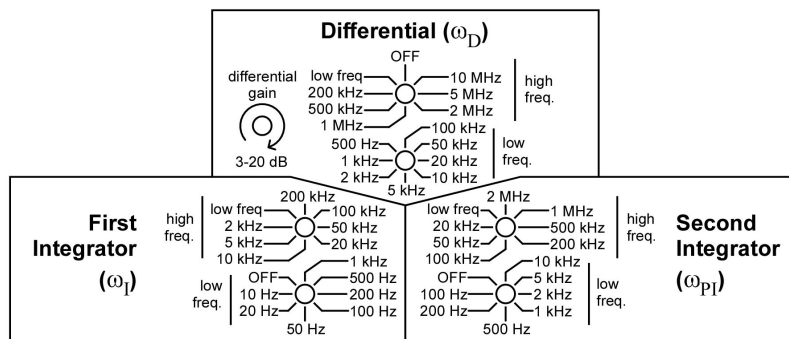 Differential (ωD)
OFF
differential gain
3-20 dB
low freq
200 kHz
500 kHz
1 MHz
10 MHz
5 MHz
2 MHz
high freq.
500 Hz
1 kHz
2 kHz
5 kHz
100 kHz
50 kHz
20 kHz
10 kHz
low freq.
First
Integrator
(ωI)
high freq.
200 kHz
low freq
2 kHz
5 kHz
10 kHz
100 kHz
50 kHz
20 kHz
low freq.
OFF
10 Hz
20 Hz
50 Hz
1 kHz
500 Hz
200 Hz
100 Hz
2 MHz
low freq
20 kHz
50 kHz
100 kHz
1 MHz
500 kHz
200 kHz
high freq.
OFF
100 Hz
200 Hz
500 Hz
10 kHz
5 kHz
2 kHz
1 kHz
low freq.
Second
Integrator
(ωPI)